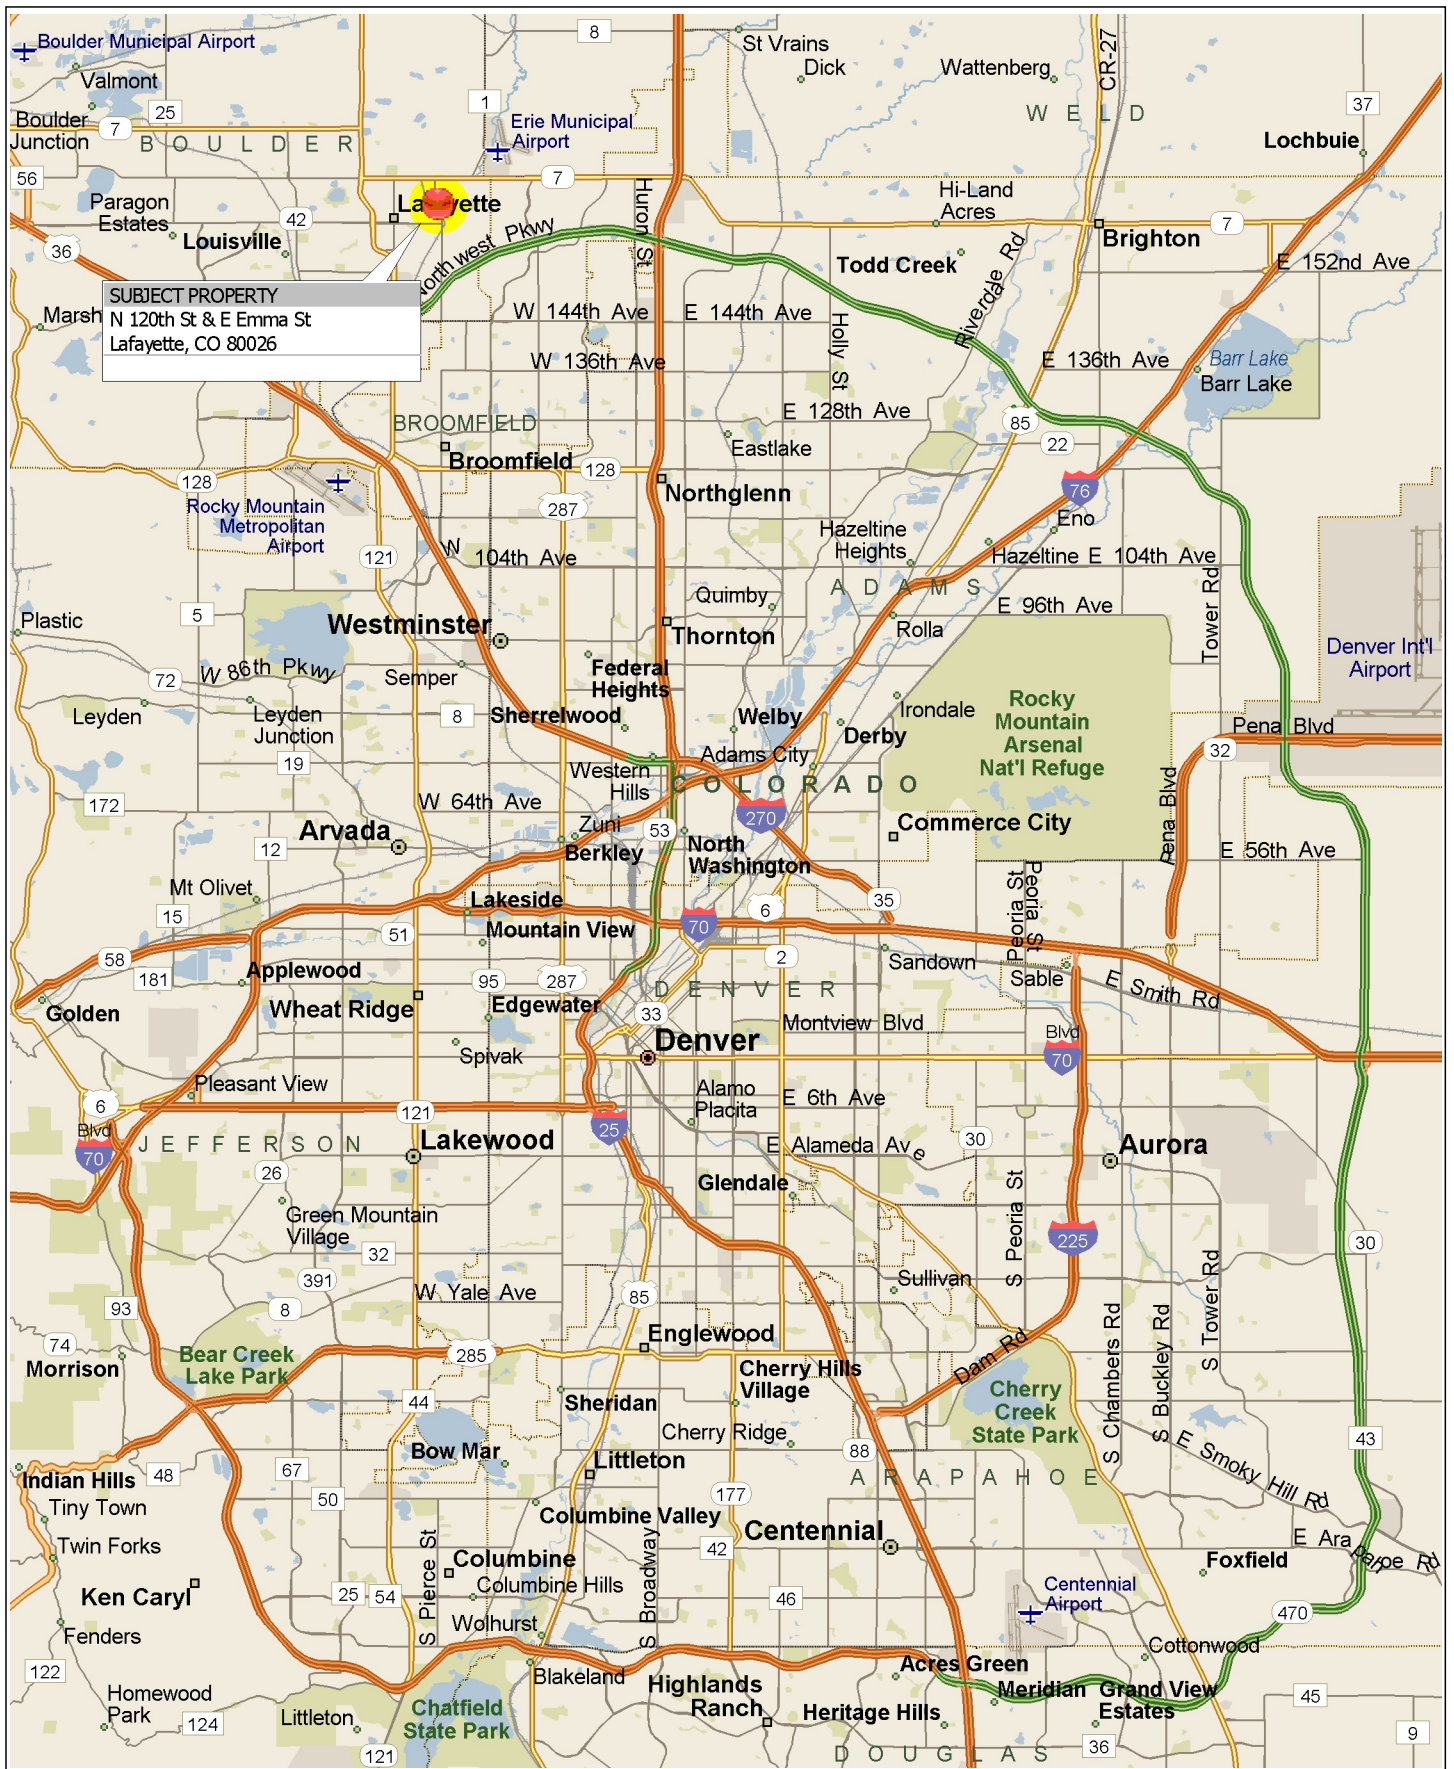 Boulder Municipal Airport
8
St Vrains
Dick
Wattenberg
CR-27
Valmont
25
1
37
W E L D
Boulder
Junction
7
B O U L D E R
Erie Municipal
Airport
Lochbuie
56
7
Paragon
Estates
42
Lafayette
Huron St
Hi-Land
Acres
7
36
Louisville
North west Pkwy
Brighton
Todd Creek
Riverdale Rd
E 152nd Ave
SUBJECT PROPERTY
N 120th St & E Emma St
Lafayette, CO 80026
Marsh
W 144th Ave
E 144th Ave
Holly St
W 136th Ave
E 136th Ave
Barr Lake
Barr Lake
BROOMFIELD
E 128th Ave
85
22
Eastlake
Broomfield
128
128
287
Northglenn
76
Rocky Mountain
Metropolitan
Airport
Eno
Hazeltine
Heights
121
W 104th Ave
Hazeltine
E 104th Ave
A D A M S
Quimby
E 96th Ave
5
Plastic
Westminster
Thornton
Rolla
Tower Rd
Denver Int'l
Airport
72
W 86th Pkwy
Semper
Federal
Heights
Leyden
Leyden
Junction
8
Sherrelwood
Welby
Irondale
Derby
Rocky
Mountain
Arsenal
Nat'l Refuge
Pena Blvd
32
19
Western
Hills
Adams City
C O L O R A D O
172
W 64th Ave
270
Pena Blvd
Arvada
Zuni
53
Commerce City
12
Berkley
North
Washington
E 56th Ave
Mt Olivet
Peoria St
Peoria St
15
Lakeside
6
35
51
Mountain View
70
58
2
181
Applewood
95
287
Sandown
Sable
E Smith Rd
Golden
Wheat Ridge
Edgewater
D E N V E R
33
Montview Blvd
Denver
Blvd
70
Spivak
Pleasant View
Alamo
Placita
E 6th Ave
6
121
Blvd
70
J E F F E R S O N
Lakewood
25
E Alameda Ave
30
Aurora
26
Glendale
S Peoria St
Green Mountain
Village
32
225
30
391
Sullivan
S Tower Rd
93
8
W Yale Ave
85
S Chambers Rd
S Buckley Rd
74
Morrison
Bear Creek
Lake Park
285
Englewood
Dam Rd
Cherry Hills
Village
Cherry
Creek
State Park
44
Sheridan
Cherry Ridge
Bow Mar
88
43
E Smoky Hill Rd
Indian Hills
48
67
Littleton
A R A P A H O E
Tiny Town
50
177
Columbine Valley
Centennial
E Arapahoe Rd
Twin Forks
S Pierce St
Columbine
S Broadway
42
Foxfield
Ken Caryl
25
54
Columbine Hills
46
Centennial
Airport
470
Fenders
Wolhurst
Cottonwood
122
Blakeland
Acres Green
Homewood
Park
124
Littleton
Chatfield
State Park
Highlands
Ranch
Heritage Hills
Meridian
Grand View
Estates
45
121
D O U G L A S
36
9